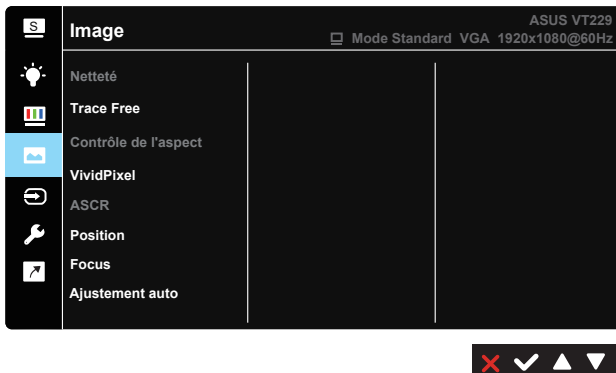 S
Image
ASUS VT229
Mode Standard VGA 1920x1080@60Hz
Netteté
Trace Free
Contrôle de l'aspect
VividPixel
ASCR
Position
Focus
Ajustement auto